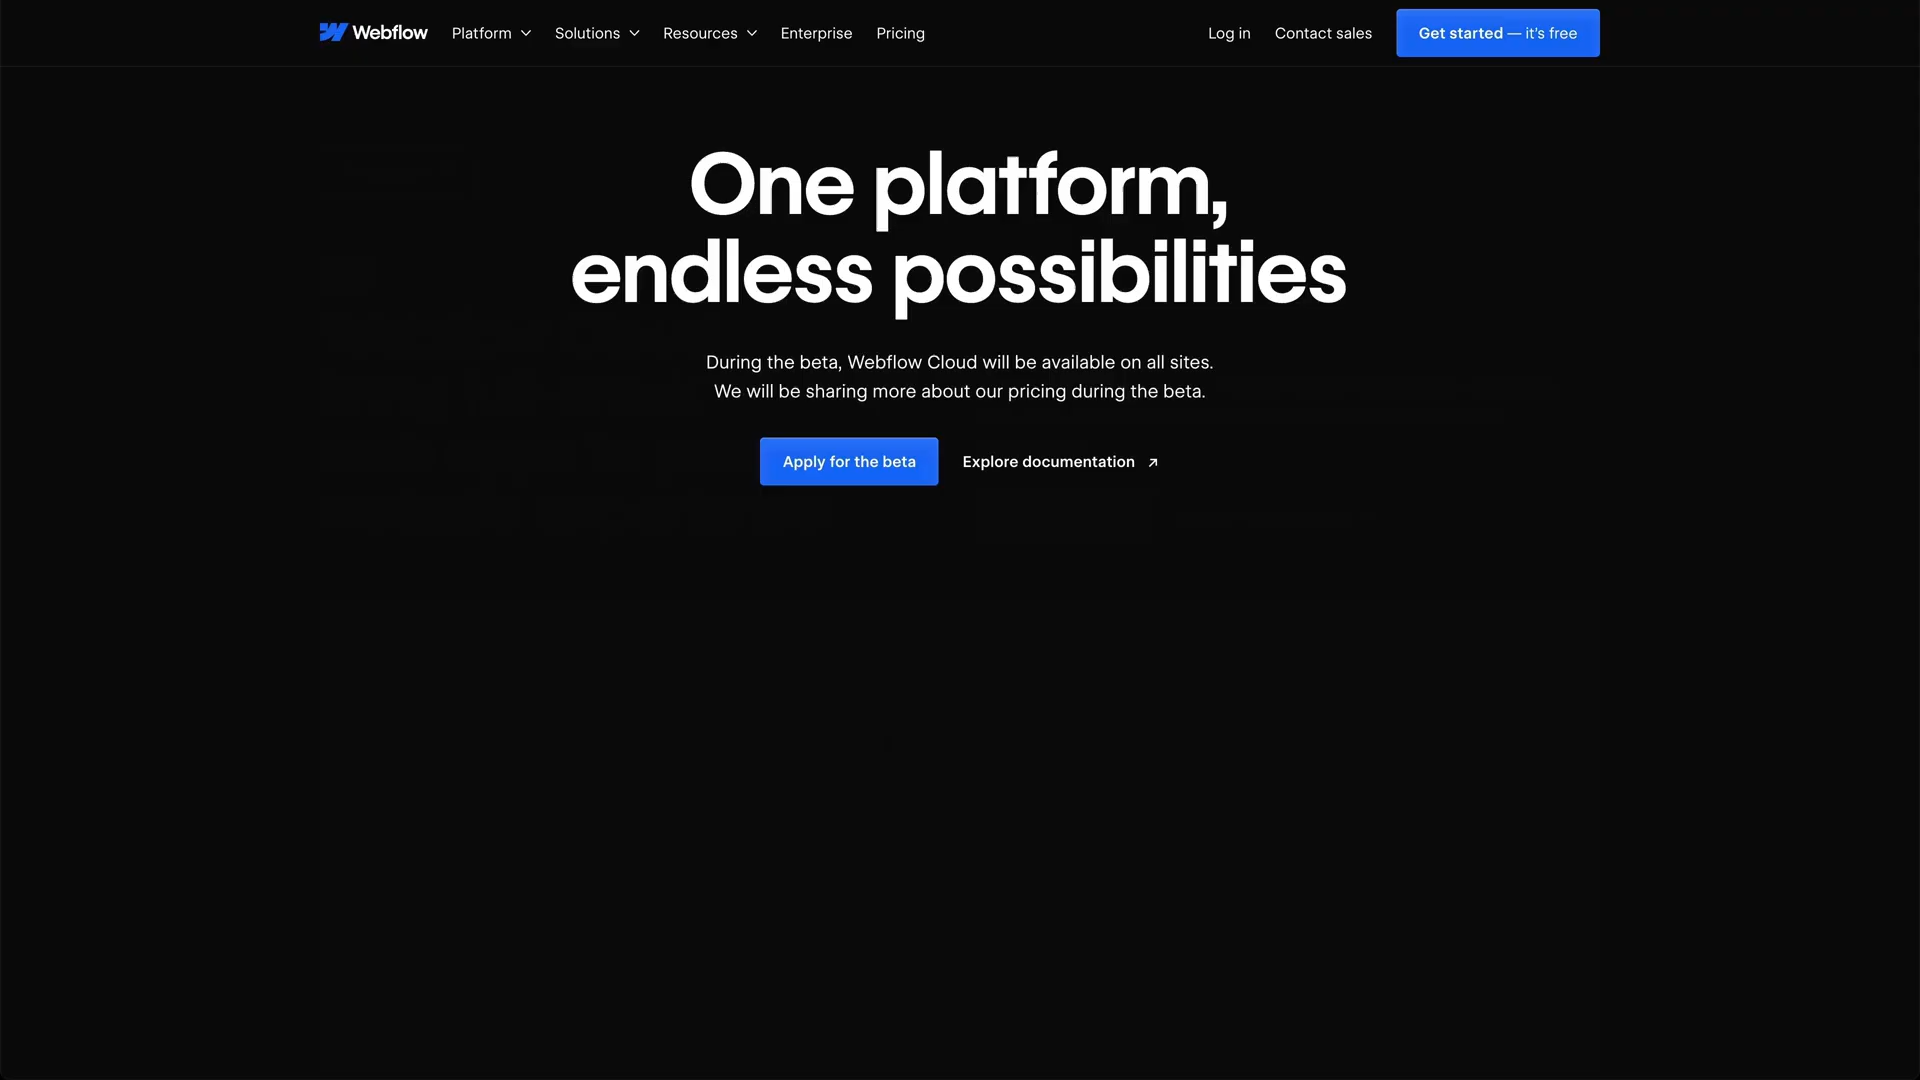 Webflow Platform Solutions Resources Enterprise Pricing Log in Contact sales Get started — it's free
One platform,
endless possibilities
During the beta, Webflow Cloud will be available on all sites.
We will be sharing more about our pricing during the beta.
Apply for the beta Explore documentation ↗